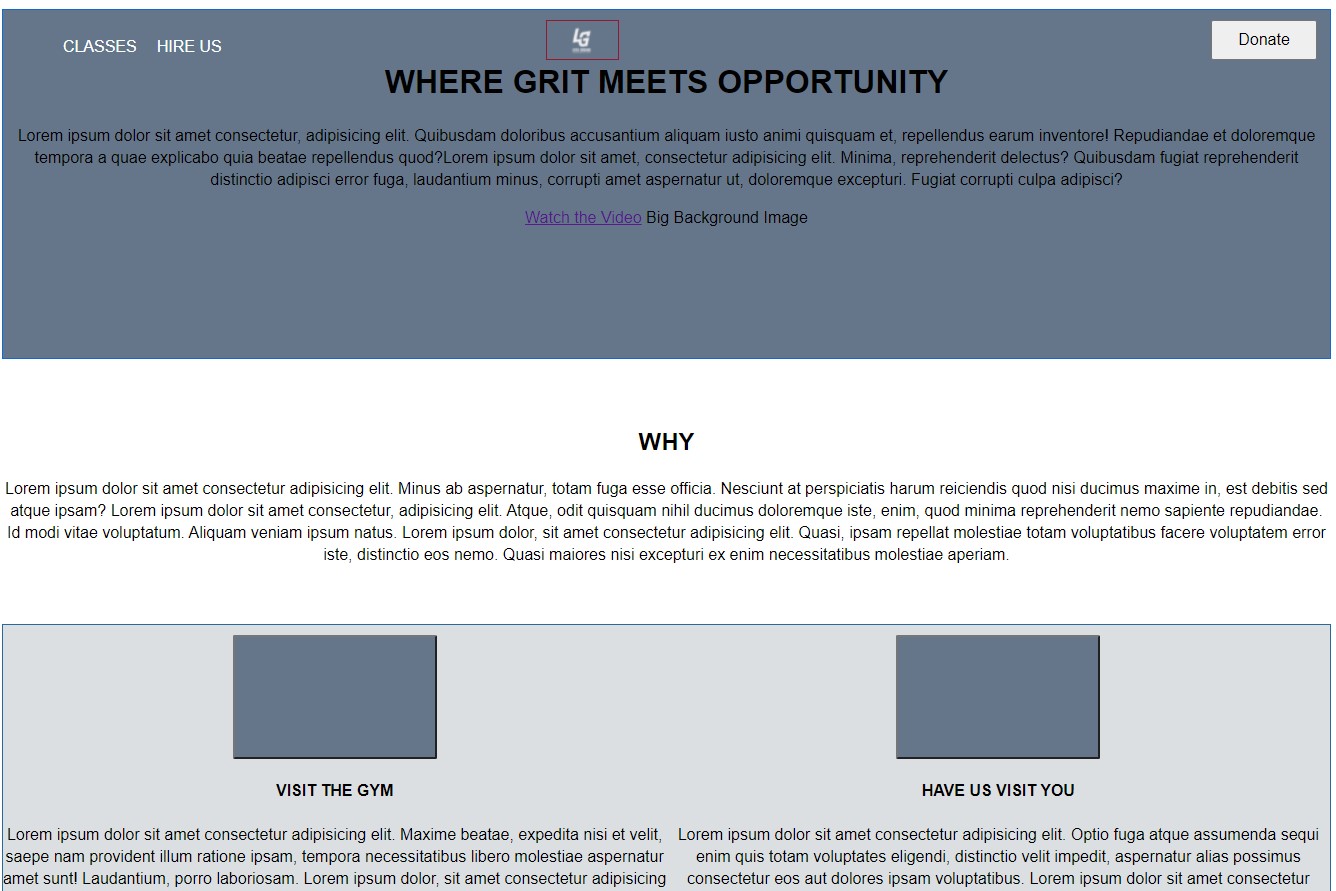 CLASSES HIRE US LG Donate
WHERE GRIT MEETS OPPORTUNITY
Lorem ipsum dolor sit amet consectetur, adipisicing elit. Quibusdam doloribus accusantium aliquam iusto animi quisquam et, repellendus earum inventore! Repudiandae et doloremque
tempora a quae explicabo quia beatae repellendus quod?Lorem ipsum dolor sit amet, consectetur adipisicing elit. Minima, reprehenderit delectus? Quibusdam fugiat reprehenderit
distinctio adipisci error fuga, laudantium minus, corrupti amet aspernatur ut, doloremque excepturi. Fugiat corrupti culpa adipisci?
Watch the Video Big Background Image
WHY
Lorem ipsum dolor sit amet consectetur adipisicing elit. Minus ab aspernatur, totam fuga esse officia. Nesciunt at perspiciatis harum reiciendis quod nisi ducimus maxime in, est debitis sed
atque ipsam? Lorem ipsum dolor sit amet consectetur, adipisicing elit. Atque, odit quisquam nihil ducimus doloremque iste, enim, quod minima reprehenderit nemo sapiente repudiandae.
Id modi vitae voluptatum. Aliquam veniam ipsum natus. Lorem ipsum dolor, sit amet consectetur adipisicing elit. Quasi, ipsam repellat molestiae totam voluptatibus facere voluptatem error
iste, distinctio eos nemo. Quasi maiores nisi excepturi ex enim necessitatibus molestiae aperiam.
VISIT THE GYM
Lorem ipsum dolor sit amet consectetur adipisicing elit. Maxime beatae, expedita nisi et velit,
saepe nam provident illum ratione ipsam, tempora necessitatibus libero molestiae aspernatur
amet sunt! Laudantium, porro laboriosam. Lorem ipsum dolor, sit amet consectetur adipisicing
HAVE US VISIT YOU
Lorem ipsum dolor sit amet consectetur adipisicing elit. Optio fuga atque assumenda sequi
enim quis totam voluptates eligendi, distinctio velit impedit, aspernatur alias possimus
consectetur eos aut dolores ipsam voluptatibus. Lorem ipsum dolor sit amet consectetur